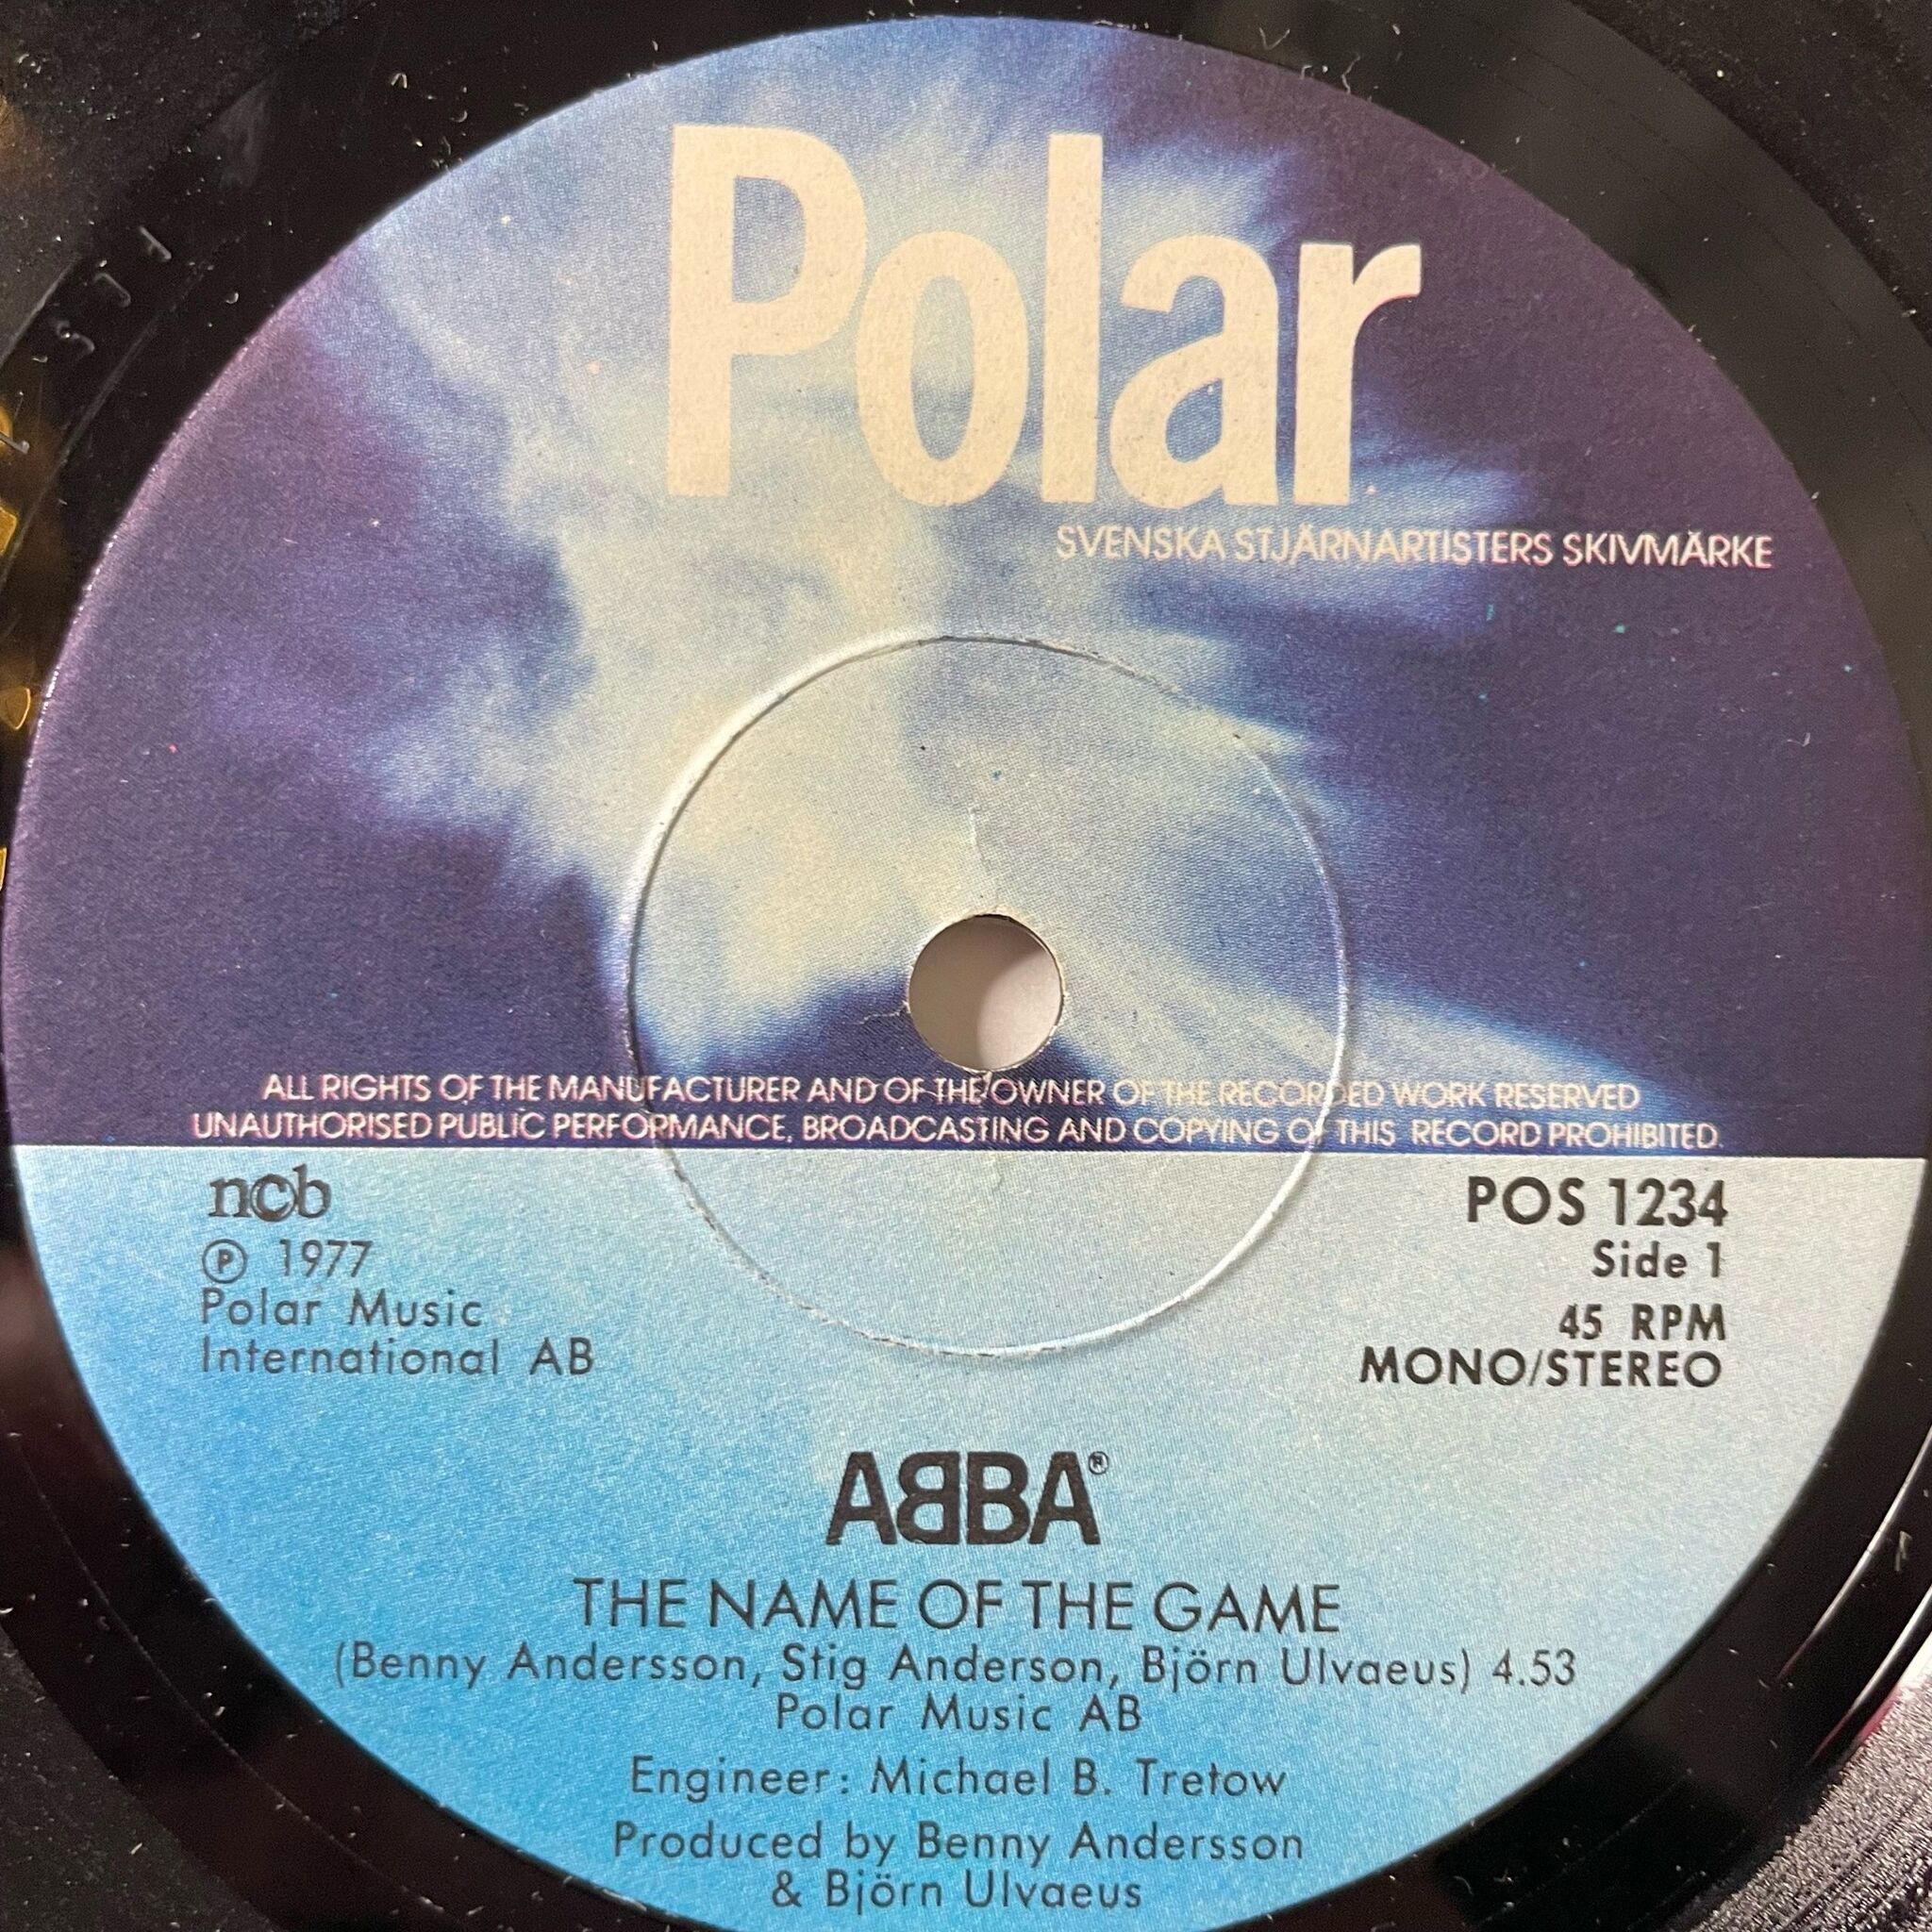 Polar
SVENSKA STJÄRNARTISTERS SKIVMÄRKE
ALL RIGHTS OF THE MANUFACTURER AND OF THE OWNER OF THE RECORDED WORK RESERVED
UNAUTHORISED PUBLIC PERFORMANCE, BROADCASTING AND COPYING OF THIS RECORD PROHIBITED.
ncb
Ⓟ 1977
Polar Music
International AB
POS 1234
Side 1
45 RPM
MONO/STEREO
ABBA®
THE NAME OF THE GAME
(Benny Andersson, Stig Anderson, Björn Ulvaeus) 4.53
Polar Music AB
Engineer: Michael B. Tretow
Produced by Benny Andersson
& Björn Ulvaeus